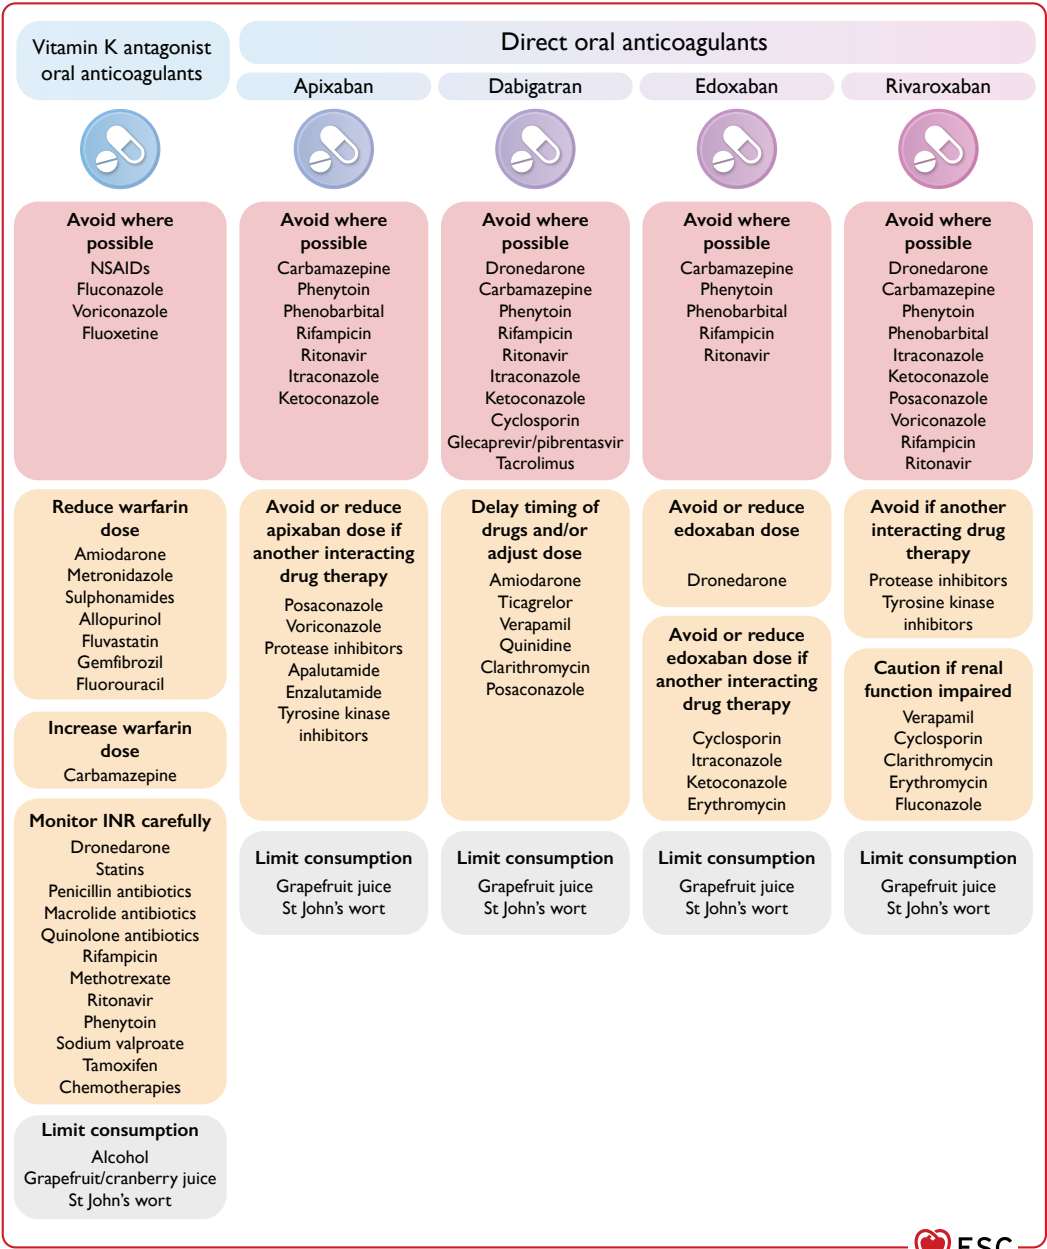 Vitamin K antagonist
oral anticoagulants
Direct oral anticoagulants
Apixaban
Dabigatran
Edoxaban
Rivaroxaban
Avoid where
possible
NSAIDs
Fluconazole
Voriconazole
Fluoxetine
Reduce warfarin
dose
Amiodarone
Metronidazole
Sulphonamides
Allopurinol
Fluvastatin
Gemfibrozil
Fluorouracil
Increase warfarin
dose
Carbamazepine
Monitor INR carefully
Dronedarone
Statins
Penicillin antibiotics
Macrolide antibiotics
Quinolone antibiotics
Rifampicin
Methotrexate
Ritonavir
Phenytoin
Sodium valproate
Tamoxifen
Chemotherapies
Limit consumption
Alcohol
Grapefruit/cranberry juice
St John's wort
Avoid where
possible
Carbamazepine
Phenytoin
Phenobarbital
Rifampicin
Ritonavir
Itraconazole
Ketoconazole
Avoid or reduce
apixaban dose if
another interacting
drug therapy
Posaconazole
Voriconazole
Protease inhibitors
Apalutamide
Enzalutamide
Tyrosine kinase
inhibitors
Limit consumption
Grapefruit juice
St John's wort
Avoid where
possible
Dronedarone
Carbamazepine
Phenytoin
Rifampicin
Ritonavir
Itraconazole
Ketoconazole
Cyclosporin
Glecaprevir/pibrentasvir
Tacrolimus
Delay timing of
drugs and/or
adjust dose
Amiodarone
Ticagrelor
Verapamil
Quinidine
Clarithromycin
Posaconazole
Limit consumption
Grapefruit juice
St John's wort
Avoid where
possible
Carbamazepine
Phenytoin
Phenobarbital
Rifampicin
Ritonavir
Avoid or reduce
edoxaban dose
Dronedarone
Avoid or reduce
edoxaban dose if
another interacting
drug therapy
Cyclosporin
Itraconazole
Ketoconazole
Erythromycin
Limit consumption
Grapefruit juice
St John's wort
Avoid where
possible
Dronedarone
Carbamazepine
Phenytoin
Phenobarbital
Itraconazole
Ketoconazole
Posaconazole
Voriconazole
Rifampicin
Ritonavir
Avoid if another
interacting drug
therapy
Protease inhibitors
Tyrosine kinase
inhibitors
Caution if renal
function impaired
Verapamil
Cyclosporin
Clarithromycin
Erythromycin
Fluconazole
Limit consumption
Grapefruit juice
St John's wort
ESC